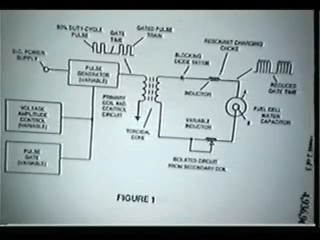 50% DUTY-CYCLE
PULSE
GATE
TIME
GATED PULSE
TRAIN
RESONANT CHARGING
CHOKE
D.C. POWER
SUPPLY
BLOCKING
DIODE
PULSE
GENERATOR
(VARIABLE)
REDUCED
GATE TIME
PRIMARY
COIL AND
CONTROL
CIRCUIT
INDUCTOR
FUEL CELL
WATER
CAPACITOR
VOLTAGE
AMPLITUDE
CONTROL
(VARIABLE)
VARIABLE
INDUCTOR
TOROIDAL
CORE
PULSE
GATE
(VARIABLE)
ISOLATED CIRCUIT
FROM SECONDARY COIL
FIGURE 1